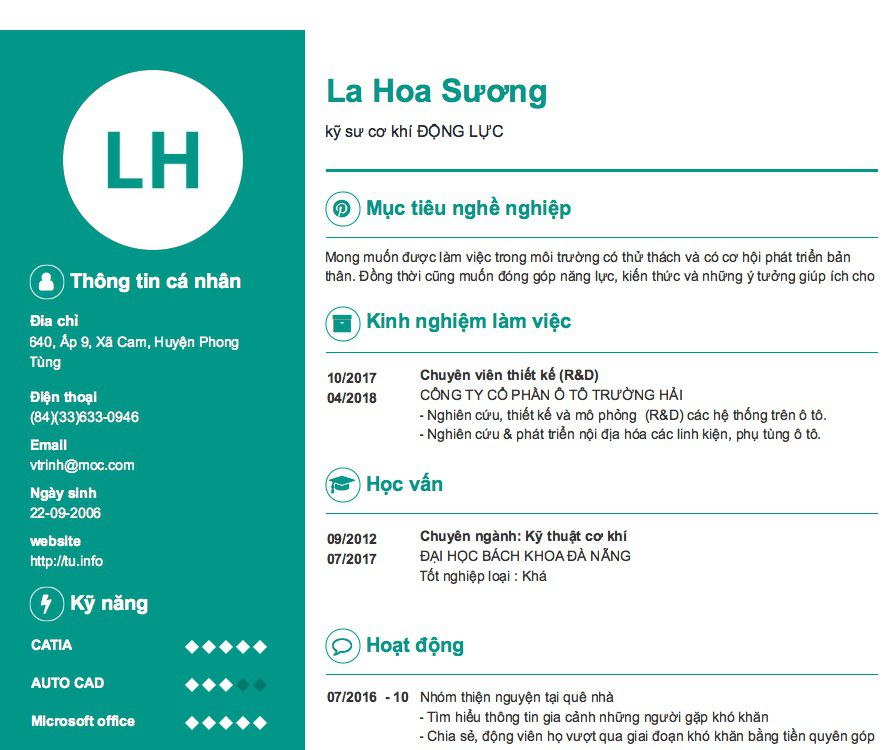 LH
Thông tin cá nhân
Đia chỉ
640, Áp 9, Xã Cam, Huyện Phong
Tùng
Điện thoại
(84)(33)633-0946
Email
vtrinh@moc.com
Ngày sinh
22-09-2006
website
http://tu.info
Kỹ năng
CATIA
AUTO CAD
Microsoft office
La Hoa Sương
kỹ sư cơ khí ĐỘNG LỰC
Mục tiêu nghề nghiệp
Mong muốn được làm việc trong môi trường có thử thách và có cơ hội phát triển bản
thân. Đồng thời cũng muốn đóng góp năng lực, kiến thức và những ý tưởng giúp ích cho
Kinh nghiệm làm việc
10/2017 Chuyên viên thiết kế (R&D)
04/2018 CÔNG TY CỔ PHẦN Ô TÔ TRƯỜNG HẢI
- Nghiên cứu, thiết kế và mô phỏng (R&D) các hệ thống trên ô tô.
- Nghiên cứu & phát triển nội địa hóa các linh kiện, phụ tùng ô tô.
Học vấn
09/2012 Chuyên ngành: Kỹ thuật cơ khí
07/2017 ĐẠI HỌC BÁCH KHOA ĐÀ NẴNG
Tốt nghiệp loại : Khá
Hoạt động
07/2016 - 10 Nhóm thiện nguyện tại quê nhà
- Tìm hiểu thông tin gia cảnh những người gặp khó khăn
- Chia sẻ, động viên họ vượt qua giai đoạn khó khăn bằng tiền quyên góp